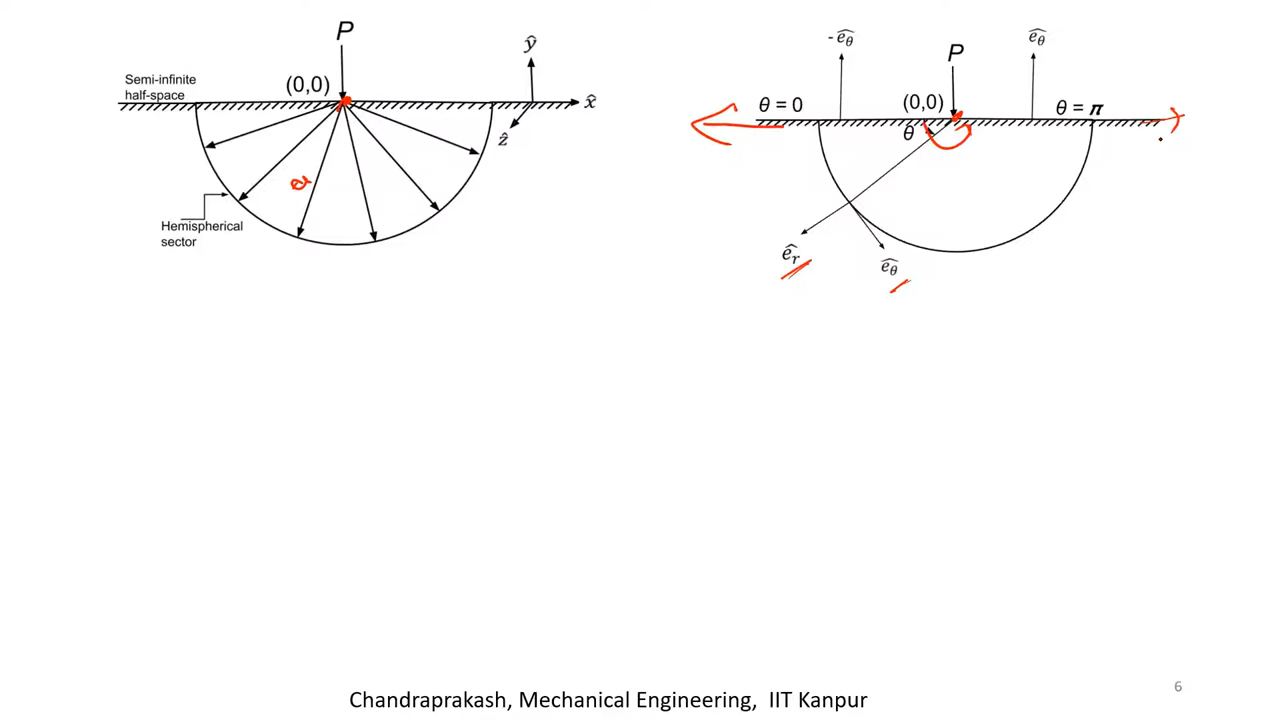 P
ŷ
Semi-infinite
half-space
(0,0)
x̂
ẑ
Hemispherical
sector
-ê_θ
ê_θ
P
θ = 0
(0,0)
θ = π
θ
ê_r
ê_θ
6
Chandraprakash, Mechanical Engineering, IIT Kanpur